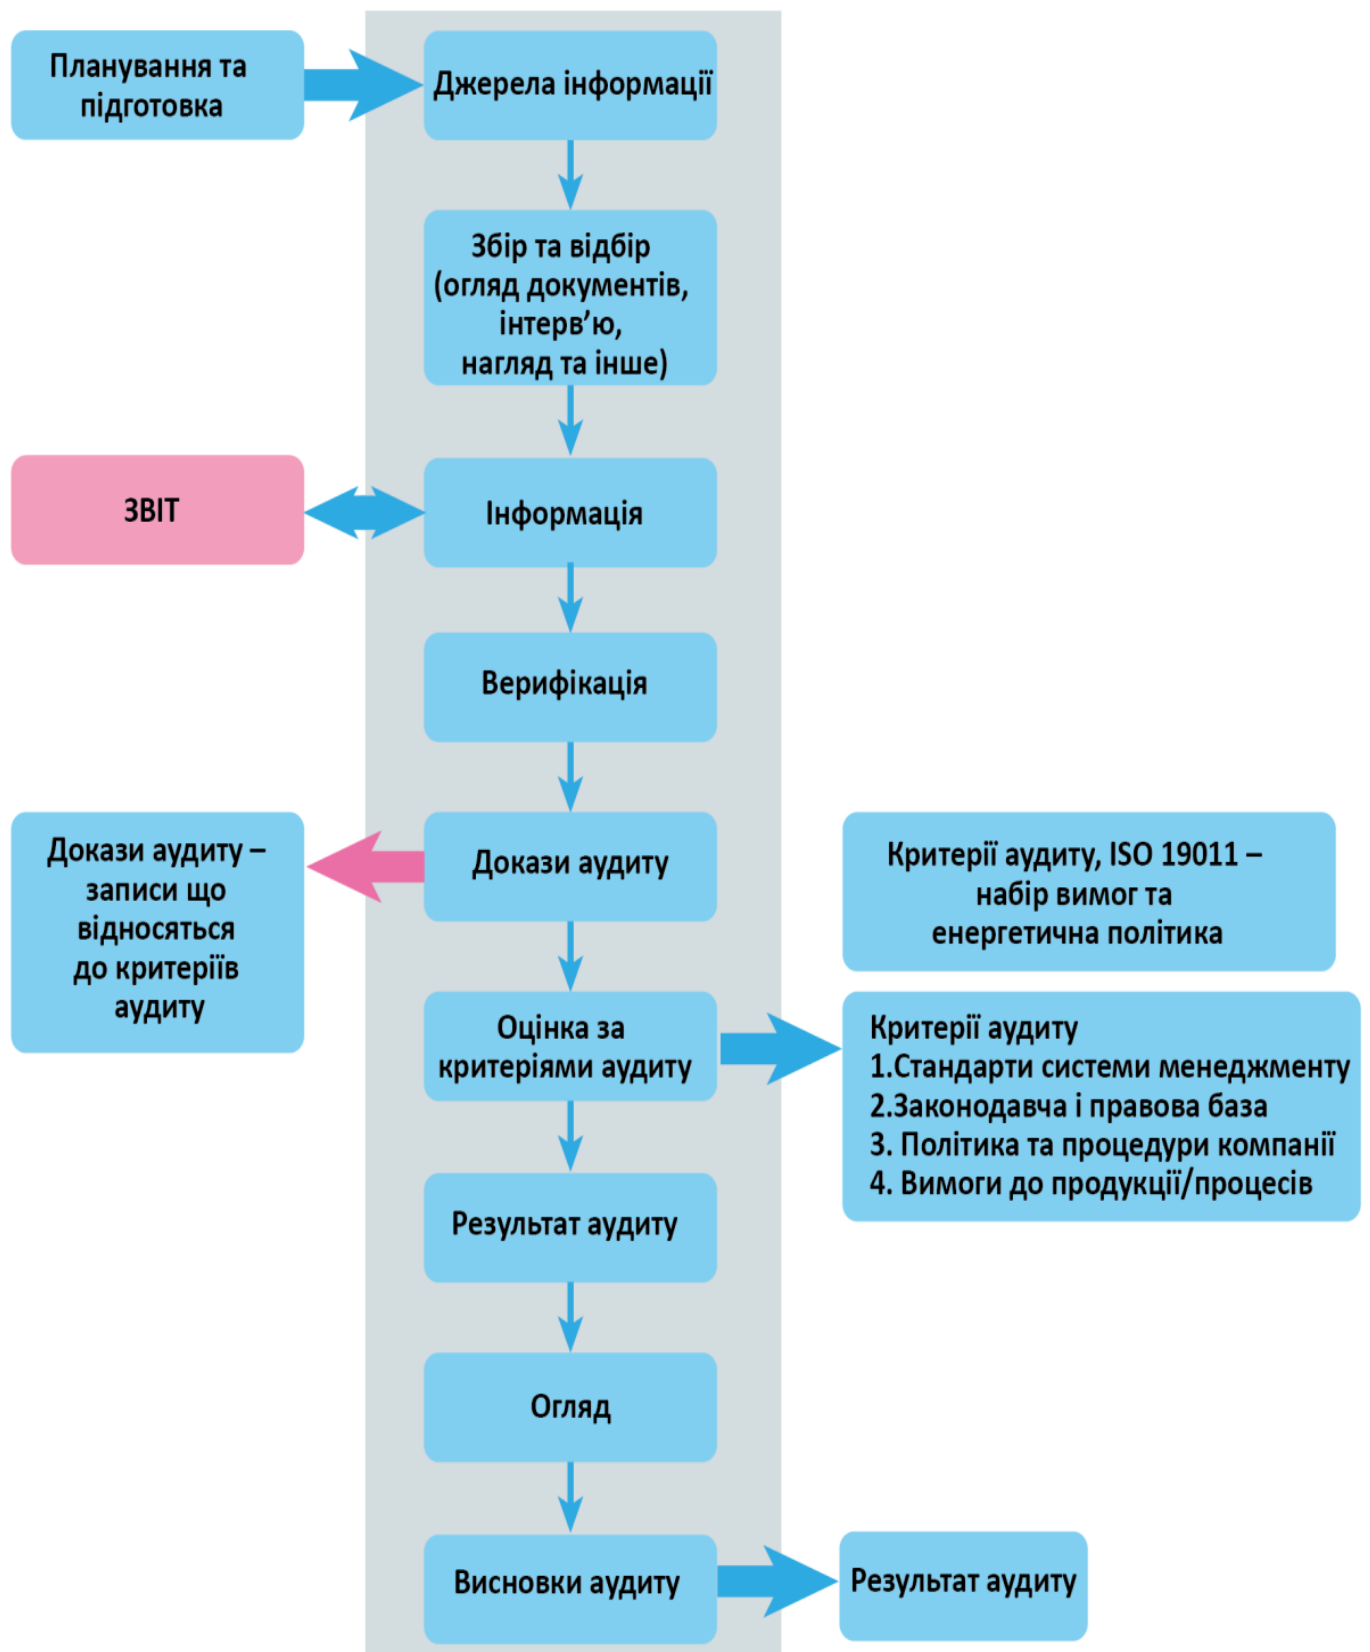 Планування та
підготовка
Джерела інформації
Збір та відбір
(огляд документів,
інтерв’ю,
нагляд та інше)
ЗВІТ
Інформація
Верифікація
Докази аудиту –
записи що
відносяться
до критеріїв
аудиту
Докази аудиту
Критерії аудиту, ISO 19011 –
набір вимог та
енергетична політика
Оцінка за
критеріями аудиту
Критерії аудиту
1.Стандарти системи менеджменту
2.Законодавча і правова база
3. Політика та процедури компанії
4. Вимоги до продукції/процесів
Результат аудиту
Огляд
Висновки аудиту
Результат аудиту